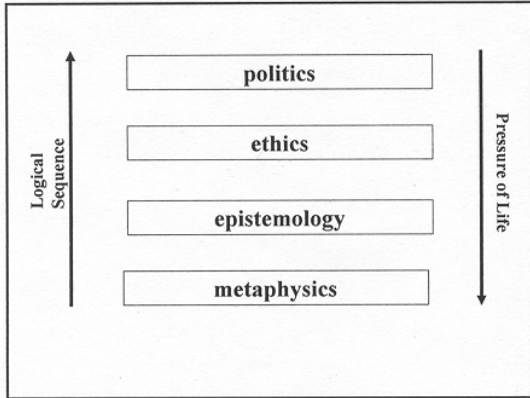 politics
ethics
epistemology
metaphysics
Logical
Sequence
Pressure of Life